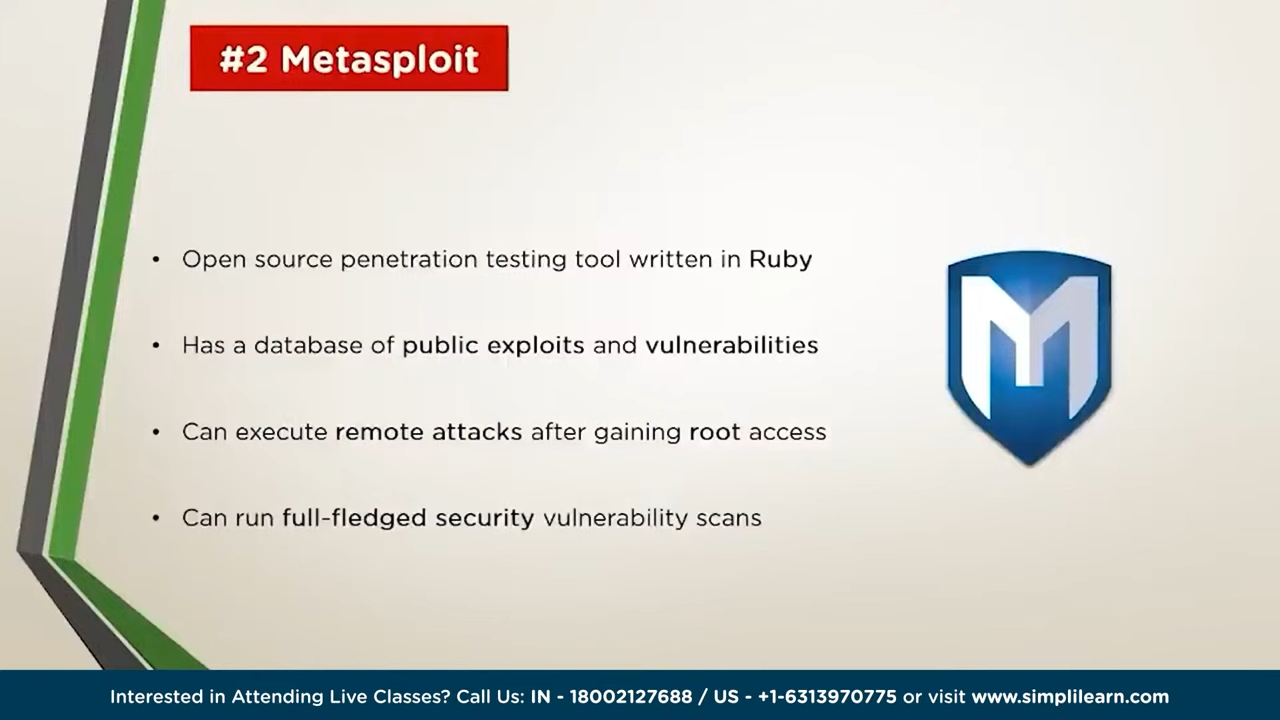 #2 Metasploit
• Open source penetration testing tool written in Ruby
• Has a database of public exploits and vulnerabilities
• Can execute remote attacks after gaining root access
• Can run full-fledged security vulnerability scans
M
Interested in Attending Live Classes? Call Us: IN - 18002127688 / US - +1-6313970775 or visit www.simplilearn.com